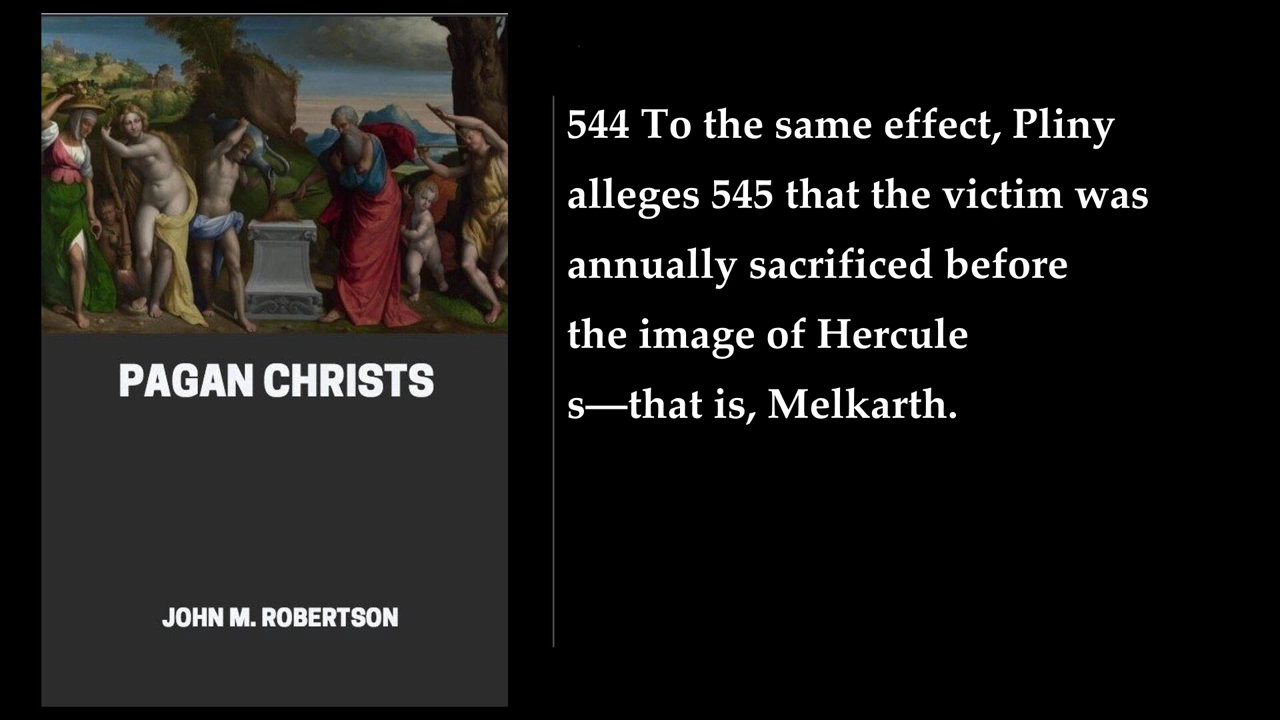 PAGAN CHRISTS
JOHN M. ROBERTSON
544 To the same effect, Pliny
alleges 545 that the victim was
annually sacrificed before
the image of Hercule
s—that is, Melkarth.